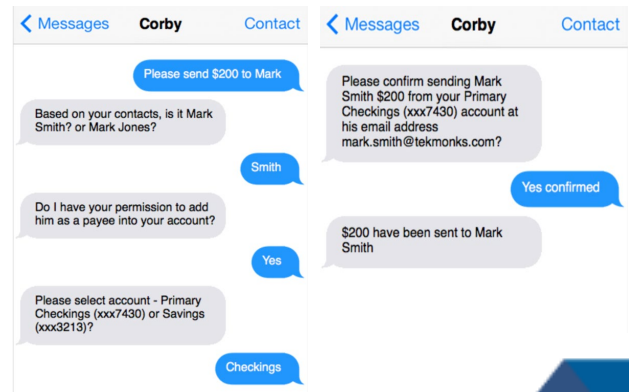 Messages Corby Contact
Please send $200 to Mark
Based on your contacts, is it Mark
Smith? or Mark Jones?
Smith
Do I have your permission to add
him as a payee into your account?
Yes
Please select account - Primary
Checkings (xxx7430) or Savings
(xxx3213)?
Checkings
Messages Corby Contact
Please confirm sending Mark
Smith $200 from your Primary
Checkings (xxx7430) account at
his email address
mark.smith@tekmonks.com?
Yes confirmed
$200 have been sent to Mark
Smith